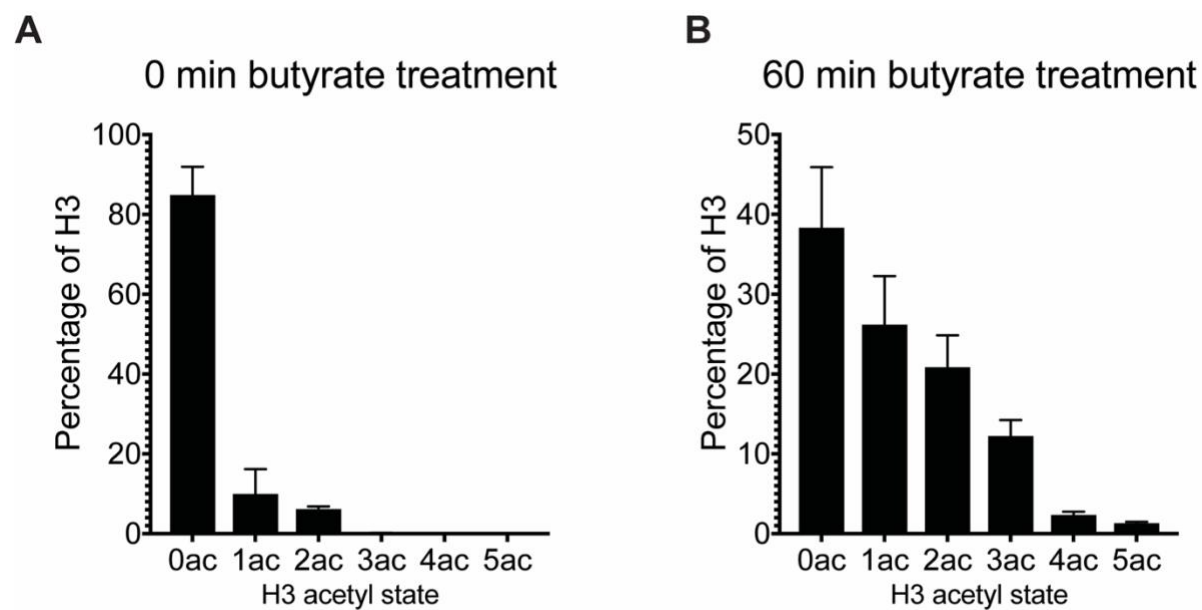 A
0 min butyrate treatment
Percentage of H3
100
80
60
40
20
0
0ac 1ac 2ac 3ac 4ac 5ac
H3 acetyl state
B
60 min butyrate treatment
Percentage of H3
50
40
30
20
10
0
0ac 1ac 2ac 3ac 4ac 5ac
H3 acetyl state